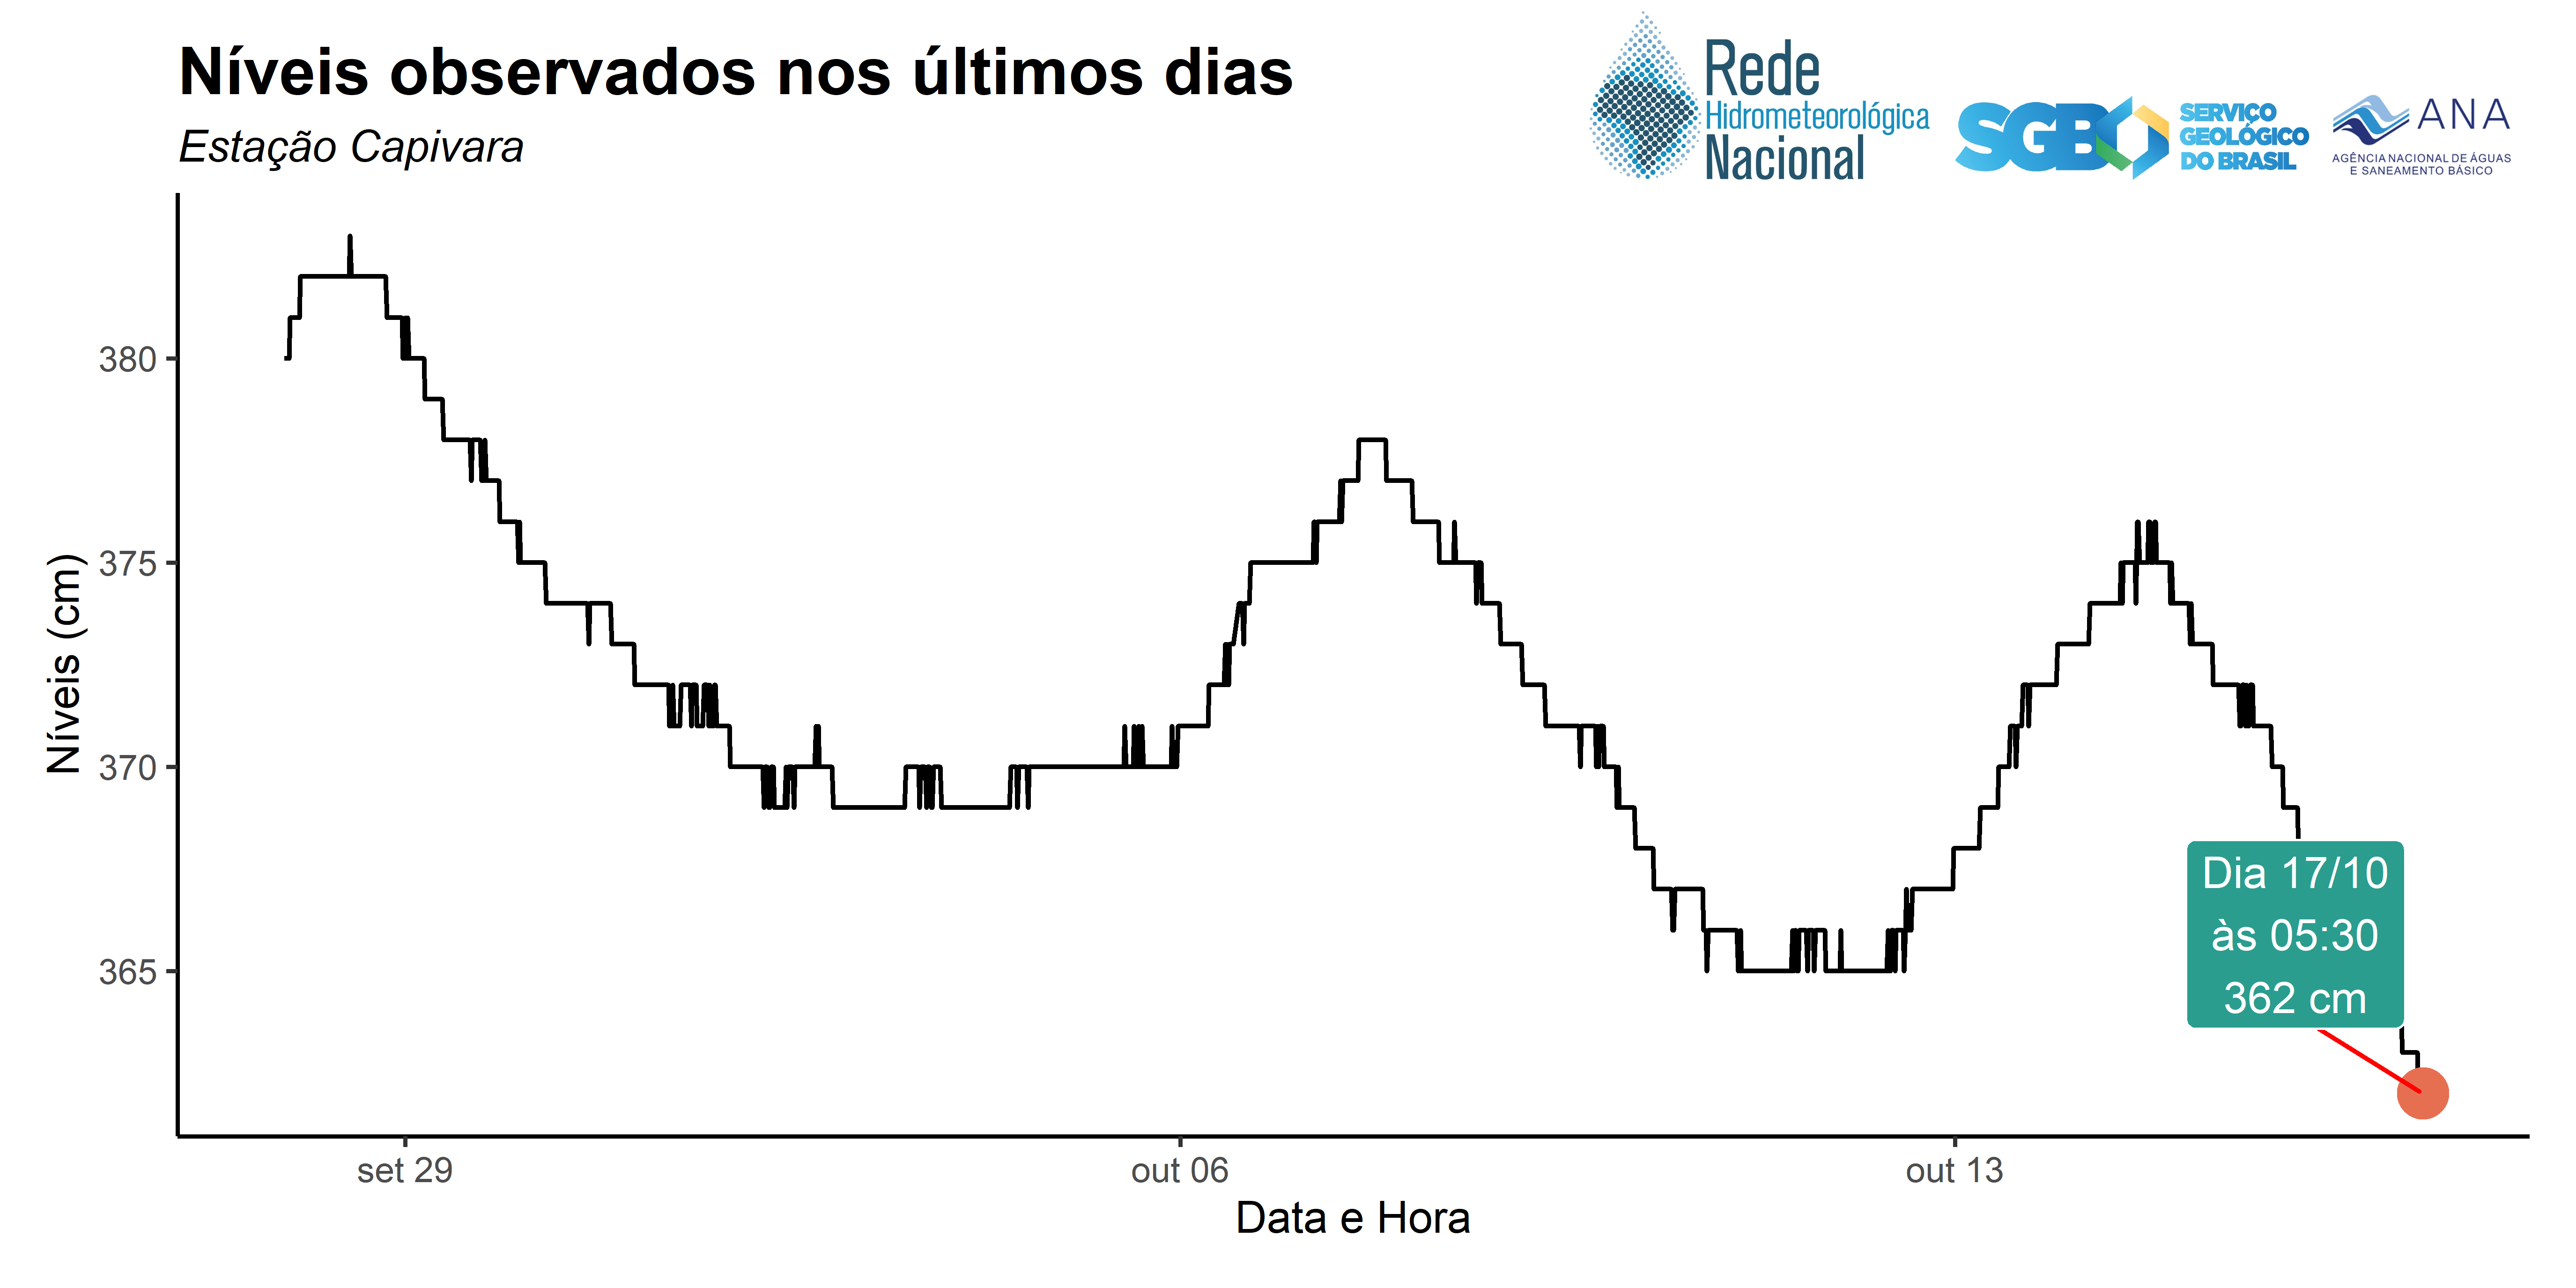 Níveis observados nos últimos dias
Estação Capivara
Rede
Hidrometeorológica
Nacional
SGB
SERVIÇO
GEOLÓGICO
DO BRASIL
ANA
AGÊNCIA NACIONAL DE ÁGUAS
E SANEAMENTO BÁSICO
Níveis (cm)
380
375
370
365
Dia 17/10
às 05:30
362 cm
set 29
out 06
out 13
Data e Hora